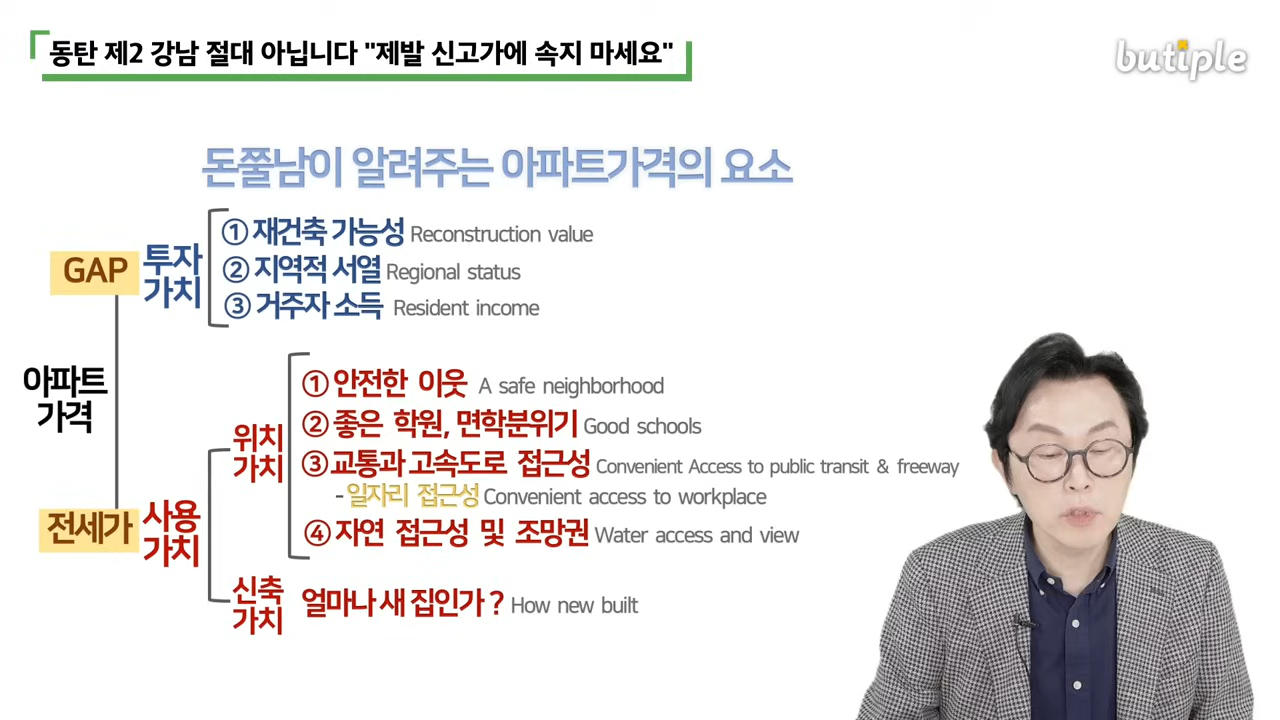 동탄 제2 강남 절대 아닙니다 "제발 신고가에 속지 마세요"
butiple
돈쭐남이 알려주는 아파트가격의 요소
아파트
가격
GAP
투자
가치
① 재건축 가능성 Reconstruction value
② 지역적 서열 Regional status
③ 거주자 소득 Resident income
전세가
사용
가치
위치
가치
① 안전한 이웃 A safe neighborhood
② 좋은 학원, 면학분위기 Good schools
③ 교통과 고속도로 접근성 Convenient Access to public transit & freeway
- 일자리 접근성 Convenient access to workplace
④ 자연 접근성 및 조망권 Water access and view
신축
가치
얼마나 새 집인가 ? How new built